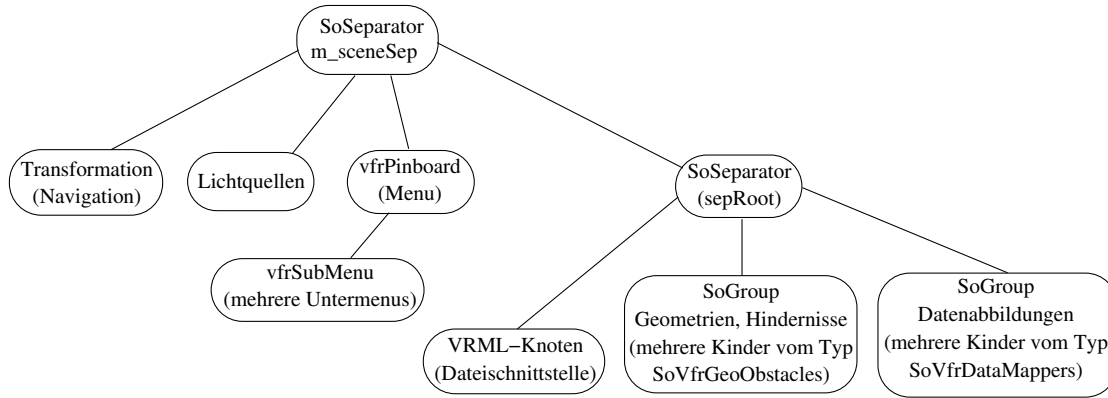 SoSeparator
m_sceneSep
Transformation
(Navigation)
Lichtquellen
vfrPinboard
(Menu)
SoSeparator
(sepRoot)
vfrSubMenu
(mehrere Untermenus)
VRML−Knoten
(Dateischnittstelle)
SoGroup
Geometrien, Hindernisse
(mehrere Kinder vom Typ
SoVfrGeoObstacles)
SoGroup
Datenabbildungen
(mehrere Kinder vom Typ
SoVfrDataMappers)